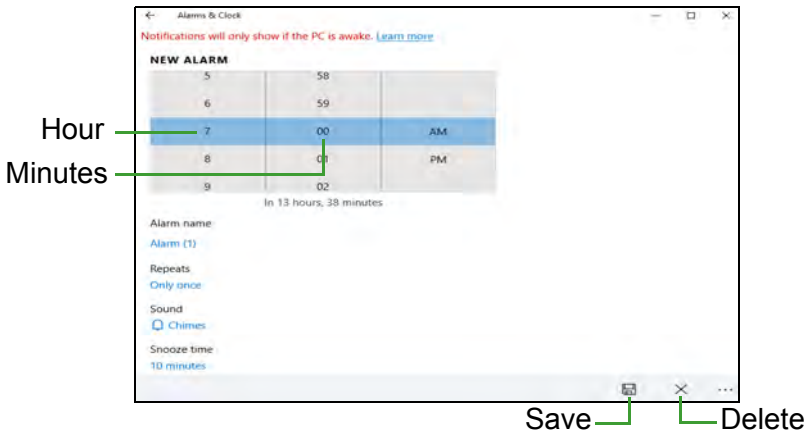 Alarms & Clock
Notifications will only show if the PC is awake. Learn more
NEW ALARM
5 58
6 59
Hour 7 00 AM
Minutes 8 01 PM
9 02
In 13 hours, 38 minutes
Alarm name
Alarm (1)
Repeats
Only once
Sound
Chimes
Snooze time
10 minutes
Save Delete